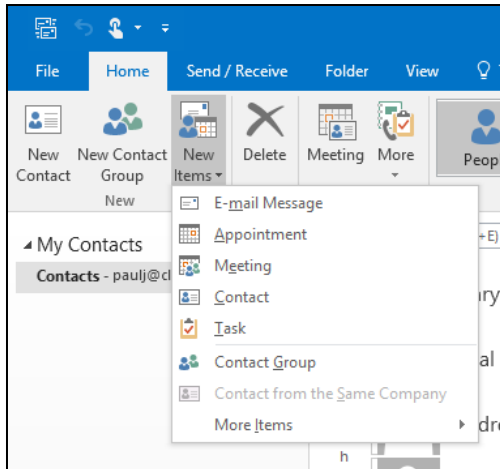 File Home Send / Receive Folder View
New Contact
New Contact Group
New Items
Delete
Meeting
More
New
My Contacts
Contacts - paulj@cl
E-mail Message
Appointment
Meeting
Contact
Task
Contact Group
Contact from the Same Company
More Items
+E)
h